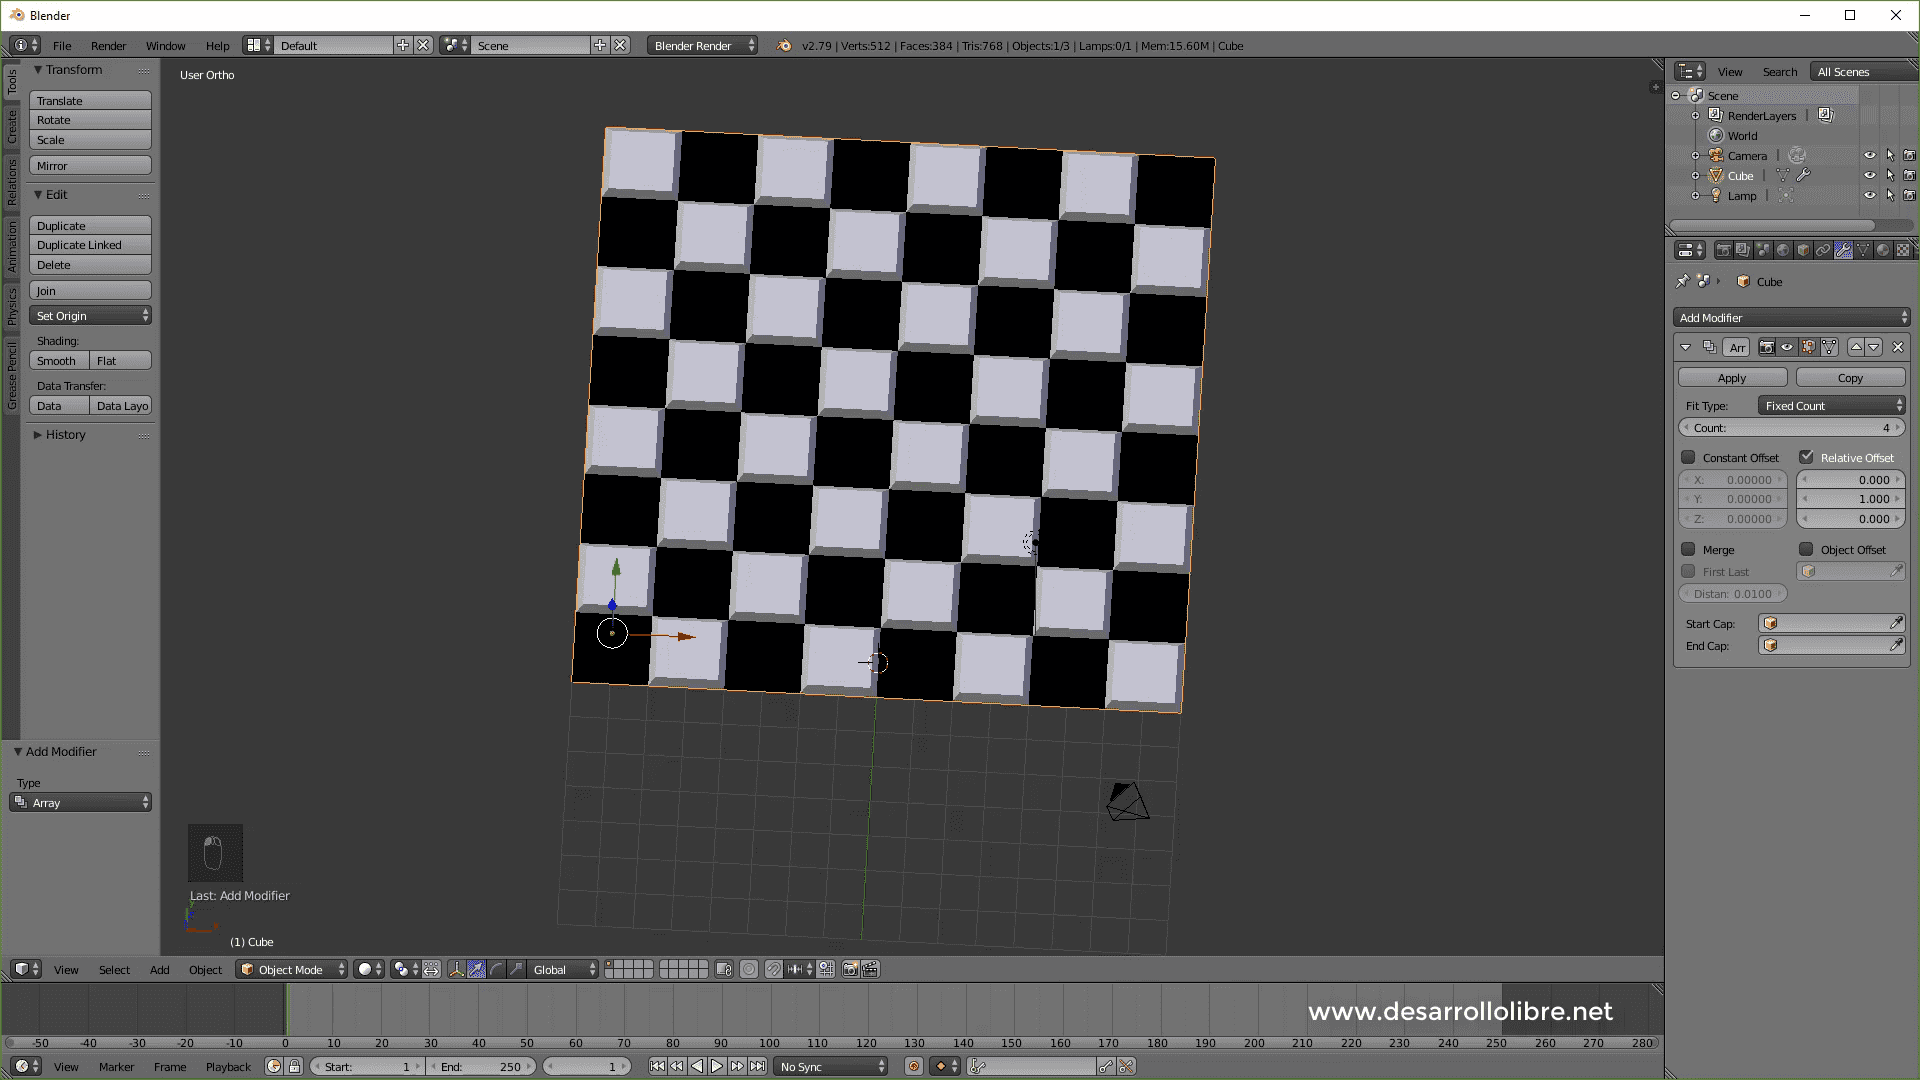 Blender
File Render Window Help Default Scene Blender Render v2.79 | Verts:512 | Faces:384 | Tris:768 | Objects:1/3 | Lamps:0/1 | Mem:15.60M | Cube
Tools
Create
Relations
Animation
Physics
Grease Pencil
Transform
Translate
Rotate
Scale
Mirror
Edit
Duplicate
Duplicate Linked
Delete
Join
Set Origin
Shading:
Smooth Flat
Data Transfer:
Data Data Layo
History
Add Modifier
Type
Array
User Ortho
Last: Add Modifier
(1) Cube
View Search All Scenes
Scene
RenderLayers
World
Camera
Cube
Lamp
Cube
Add Modifier
Arr
Apply Copy
Fit Type: Fixed Count
Count: 4
Constant Offset Relative Offset
X: 0.00000 0.000
Y: 0.00000 1.000
Z: 0.00000 0.000
Merge Object Offset
First Last
Distan: 0.0100
Start Cap:
End Cap:
View Select Add Object Object Mode Global
www.desarrollolibre.net
-50 -40 -30 -20 -10 0 10 20 30 40 50 60 70 80 90 100 110 120 130 140 150 160 170 180 190 200 210 220 230 240 250 260 270 280
View Marker Frame Playback Start: 1 End: 250 1 No Sync